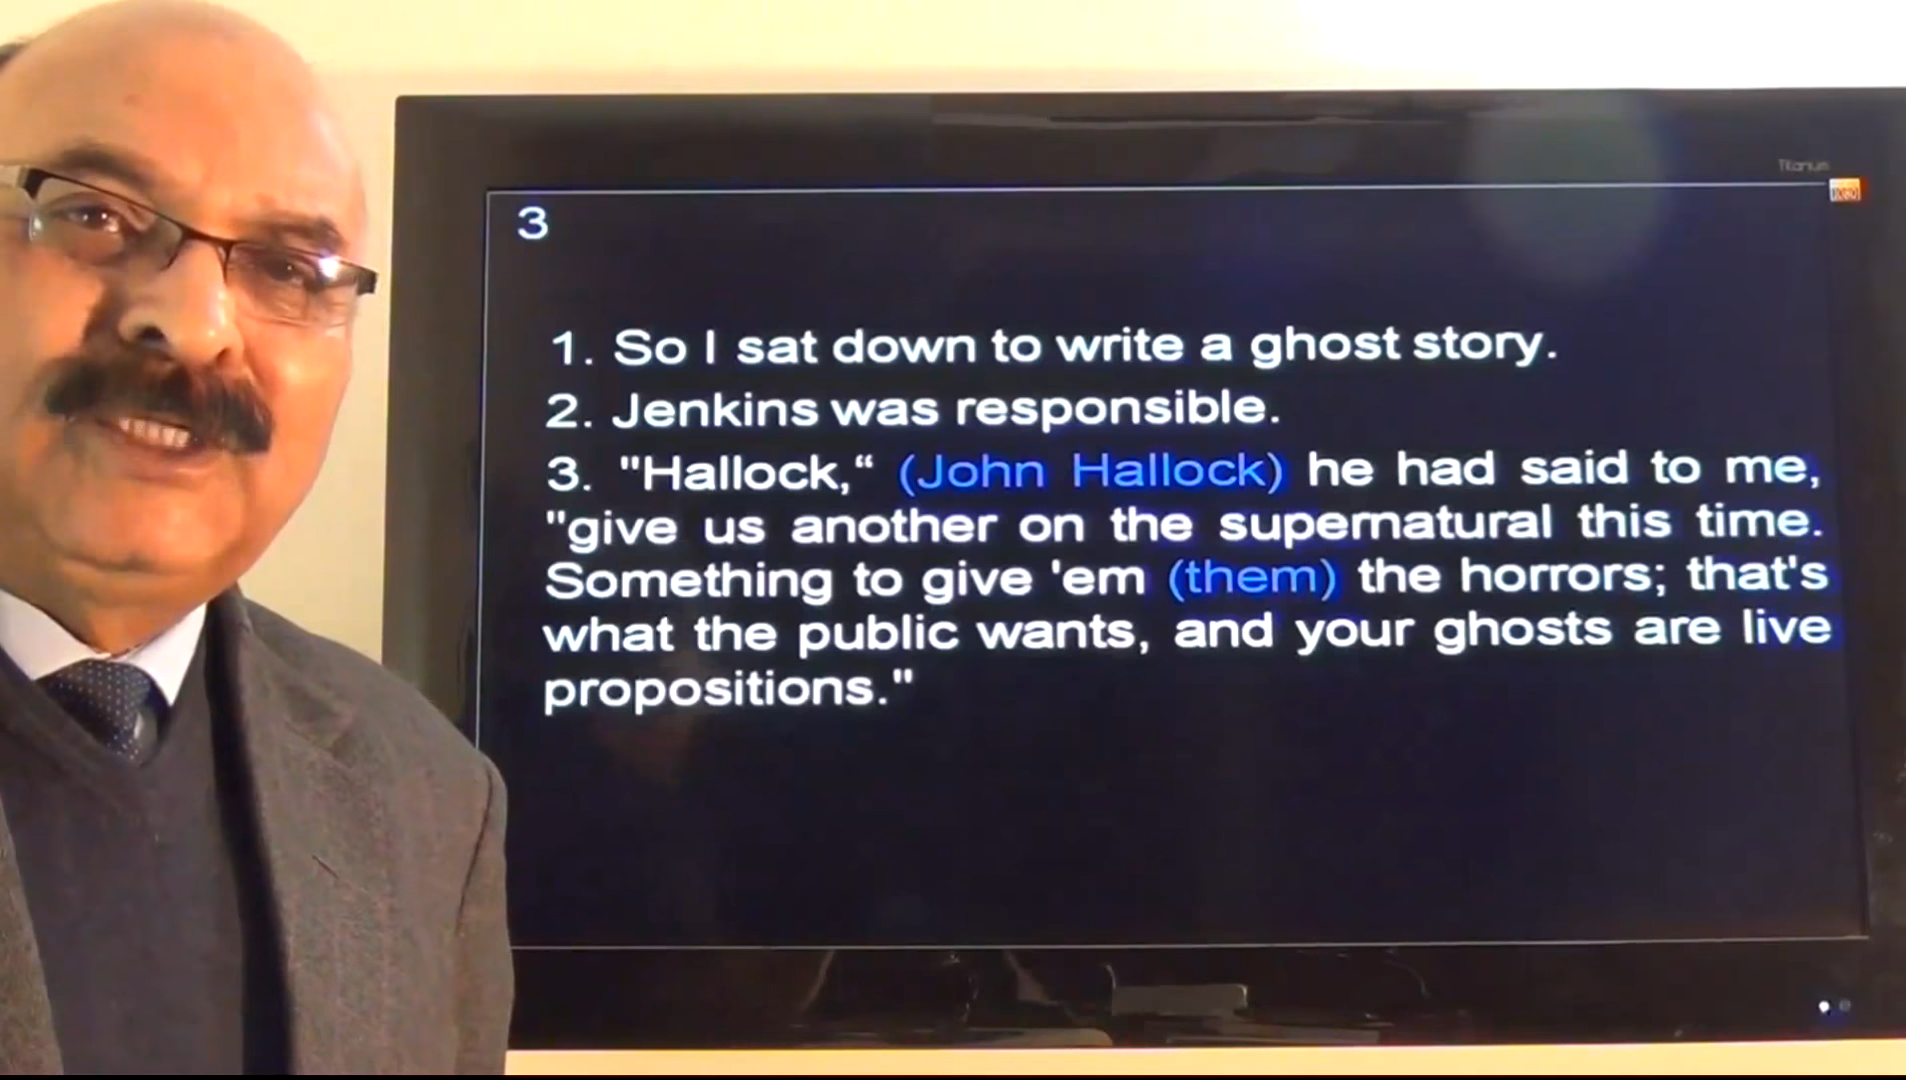 Titanium
1080
3
1. So I sat down to write a ghost story.
2. Jenkins was responsible.
3. "Hallock,“ (John Hallock) he had said to me,
"give us another on the supernatural this time.
Something to give 'em (them) the horrors; that's
what the public wants, and your ghosts are live
propositions."